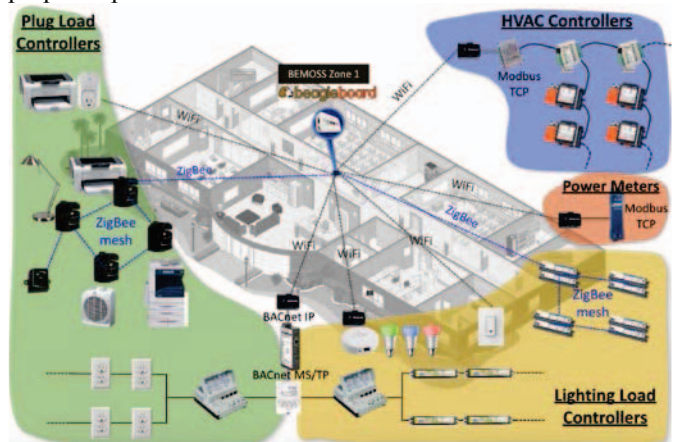 Plug Load
Controllers
HVAC Controllers
BEMOSS Zone 1
beagleboard
Modbus
TCP
WiFi
WiFi
ZigBee
WiFi
Power Meters
Modbus
TCP
ZigBee
ZigBee
mesh
WiFi
WiFi
WiFi
ZigBee
mesh
BACnet IP
BACnet MS/TP
Lighting Load
Controllers